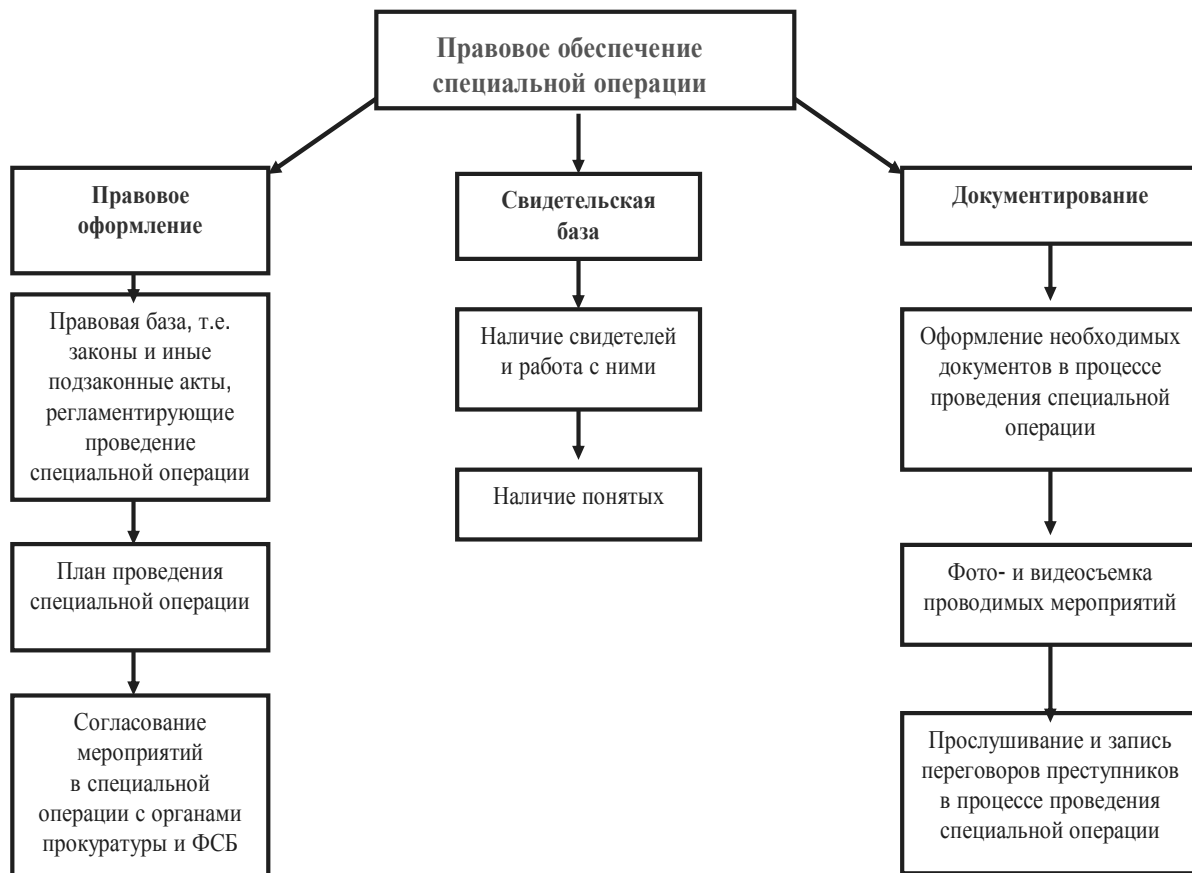 Правовое обеспечение
специальной операции
Правовое
оформление
Правовая база, т.е.
законы и иные
подзаконные акты,
регламентирующие
проведение
специальной операции
План проведения
специальной операции
Согласование
мероприятий
в специальной
операции с органами
прокуратуры и ФСБ
Свидетельская
база
Наличие свидетелей
и работа с ними
Наличие понятых
Документирование
Оформление необходимых
документов в процессе
проведения специальной
операции
Фото- и видеосъемка
проводимых мероприятий
Прослушивание и запись
переговоров преступников
в процессе проведения
специальной операции